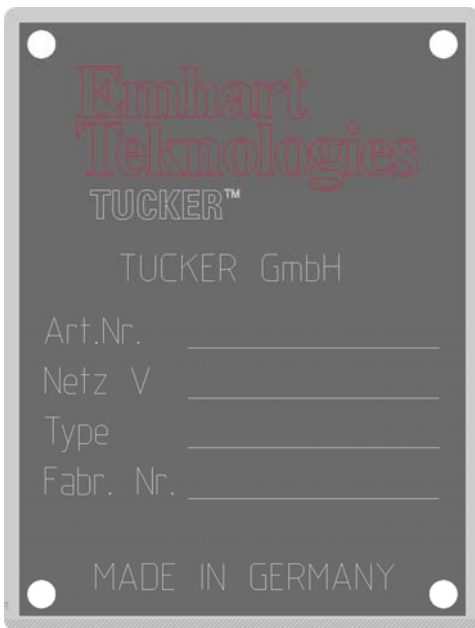 Emhart
Teknologies
TUCKER™
TUCKER GmbH
Art.Nr.
Netz V
Type
Fabr. Nr.
MADE IN GERMANY